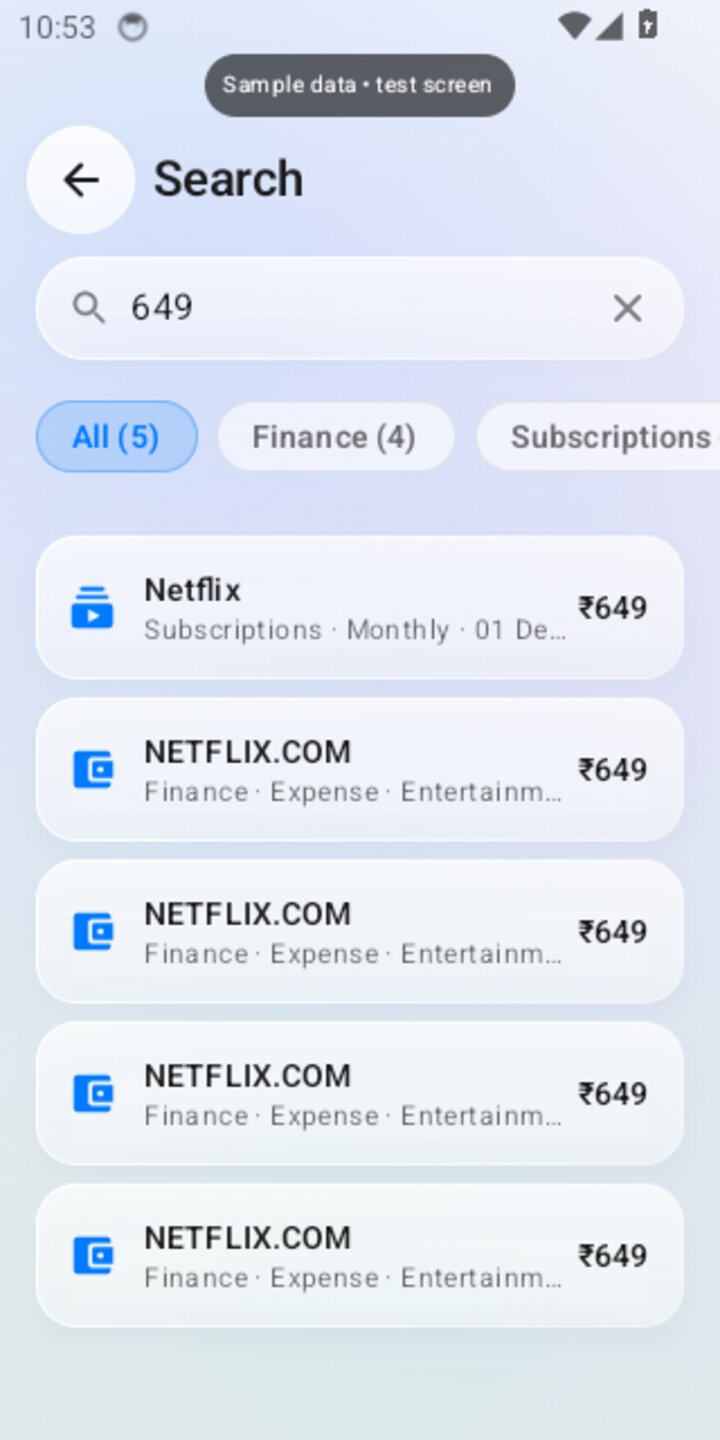 10:53
Sample data • test screen
Search
649
All (5)
Finance (4)
Subscriptions
Netflix
Subscriptions · Monthly · 01 De…
₹649
NETFLIX.COM
Finance · Expense · Entertainm…
₹649
NETFLIX.COM
Finance · Expense · Entertainm…
₹649
NETFLIX.COM
Finance · Expense · Entertainm…
₹649
NETFLIX.COM
Finance · Expense · Entertainm…
₹649